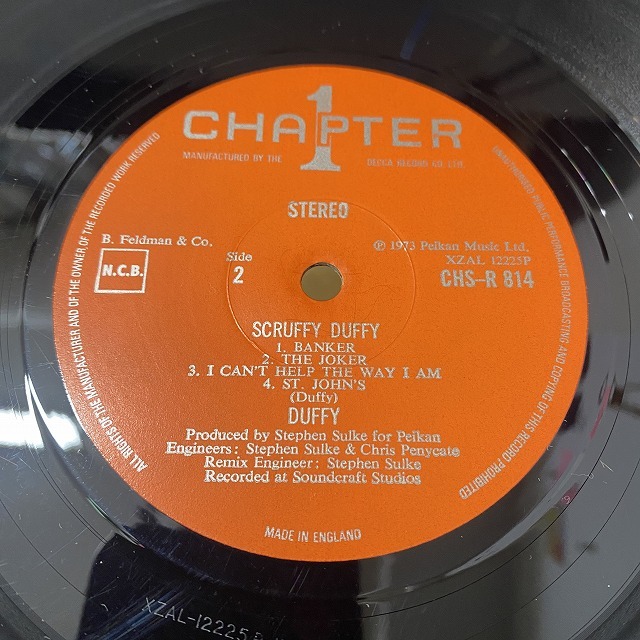 CHAPTER 1
MANUFACTURED BY THE DECCA RECORD CO. LTD.
STEREO
B. Feldman & Co.
N.C.B.
Side
2
℗ 1973 Peikan Music Ltd.
XZAL 12225P
CHS-R 814
SCRUFFY DUFFY
1. BANKER
2. THE JOKER
3. I CAN'T HELP THE WAY I AM
4. ST. JOHN'S
(Duffy)
DUFFY
Produced by Stephen Sulke for Peikan
Engineers: Stephen Sulke & Chris Penycate
Remix Engineer: Stephen Sulke
Recorded at Soundcraft Studios
MADE IN ENGLAND
ALL RIGHTS OF THE MANUFACTURER AND OF THE OWNER OF THE RECORDED WORK RESERVED
UNAUTHORISED PUBLIC PERFORMANCE BROADCASTING AND COPYING OF THIS RECORD PROHIBITED
XZAL-12225P